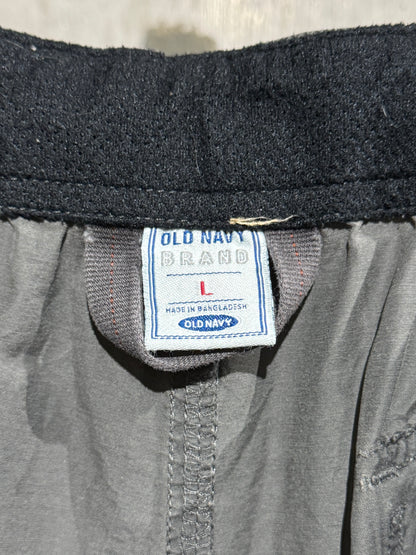 OLD NAVY
BRAND
L
MADE IN BANGLADESH
OLD NAVY